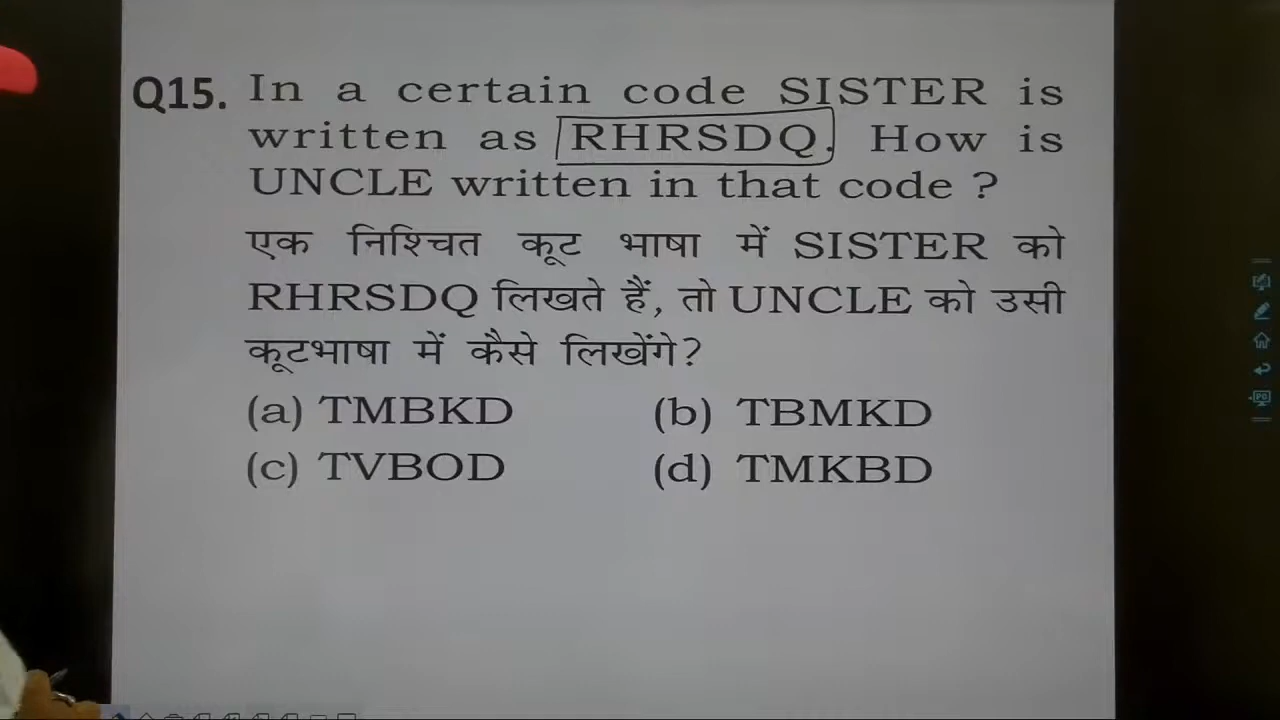 Q15. In a certain code SISTER is
written as RHRSDQ. How is
UNCLE written in that code ?
एक निश्चित कूट भाषा में SISTER को
RHRSDQ लिखते हैं, तो UNCLE को उसी
कूटभाषा में कैसे लिखेंगे?
(a) TMBKD (b) TBMKD
(c) TVBOD (d) TMKBD